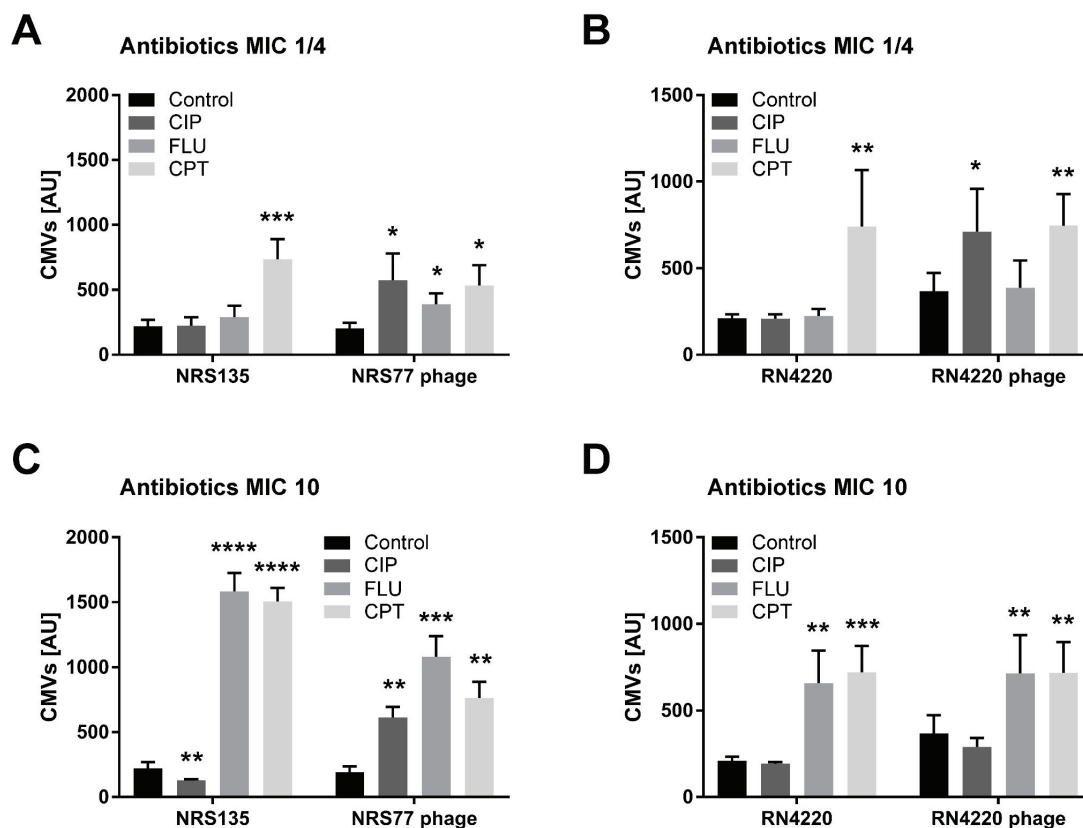 A
Antibiotics MIC 1/4
2000
1500
1000
500
0
CMVs [AU]
Control
CIP
FLU
CPT
***
*
*
*
NRS135
NRS77 phage
B
Antibiotics MIC 1/4
1500
1000
500
0
CMVs [AU]
Control
CIP
FLU
CPT
**
*
**
RN4220
RN4220 phage
C
Antibiotics MIC 10
2000
1500
1000
500
0
CMVs [AU]
Control
CIP
FLU
CPT
**
****
****
**
***
**
NRS135
NRS77 phage
D
Antibiotics MIC 10
1500
1000
500
0
CMVs [AU]
Control
CIP
FLU
CPT
**
***
**
**
RN4220
RN4220 phage